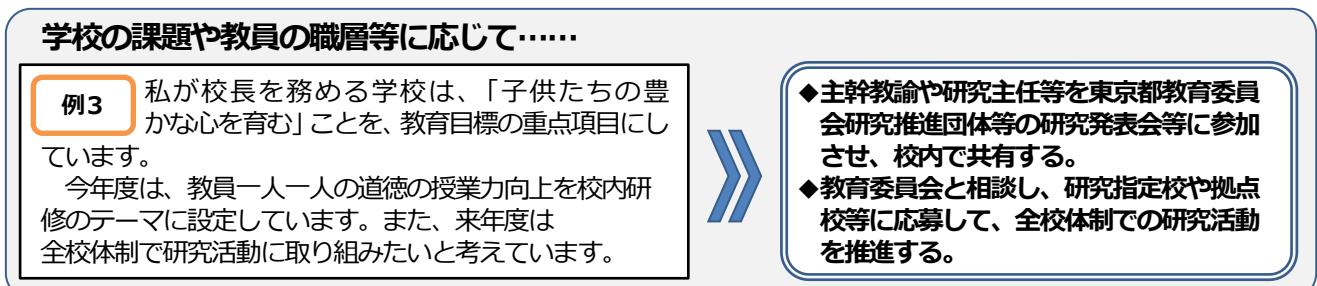 学校の課題や教員の職層等に応じて……
例3
私が校長を務める学校は、「子供たちの豊
かな心を育む」ことを、教育目標の重点項目にし
ています。
　今年度は、教員一人一人の道徳の授業力向上を校内研
修のテーマに設定しています。また、来年度は
全校体制で研究活動に取り組みたいと考えています。
◆主幹教諭や研究主任等を東京都教育委員
会研究推進団体等の研究発表会等に参加
させ、校内で共有する。
◆教育委員会と相談し、研究指定校や拠点
校等に応募して、全校体制での研究活動
を推進する。